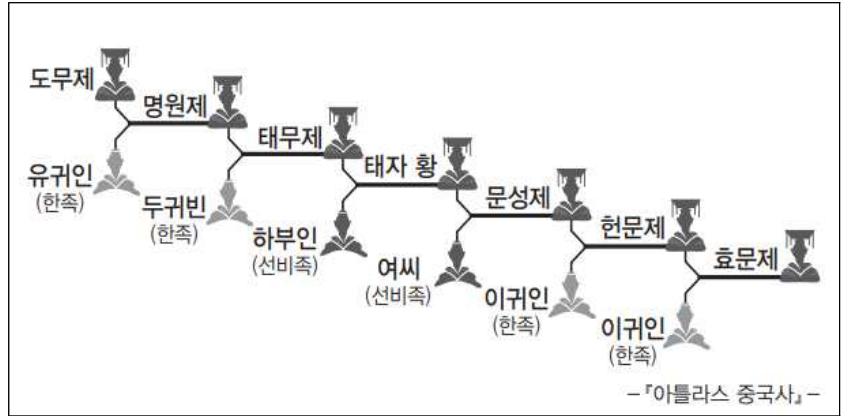 도무제
명원제
유귀인
(한족)
태무제
두귀빈
(한족)
태자 황
하부인
(선비족)
문성제
여씨
(선비족)
헌문제
이귀인
(한족)
효문제
이귀인
(한족)
–『아틀라스 중국사』–